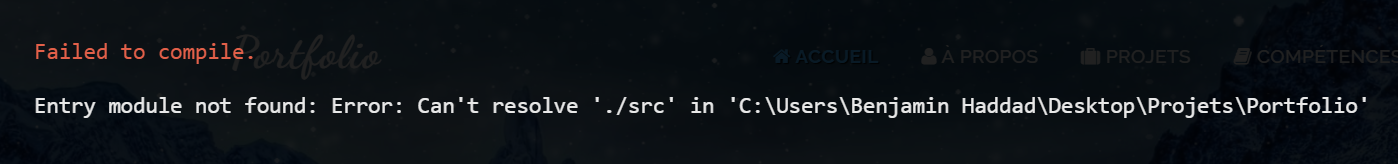 Failed to compile.
Portfolio
ACCUEIL
À PROPOS
PROJETS
COMPETENCES
Entry module not found: Error: Can't resolve './src' in 'C:\Users\Benjamin Haddad\Desktop\Projets\Portfolio'